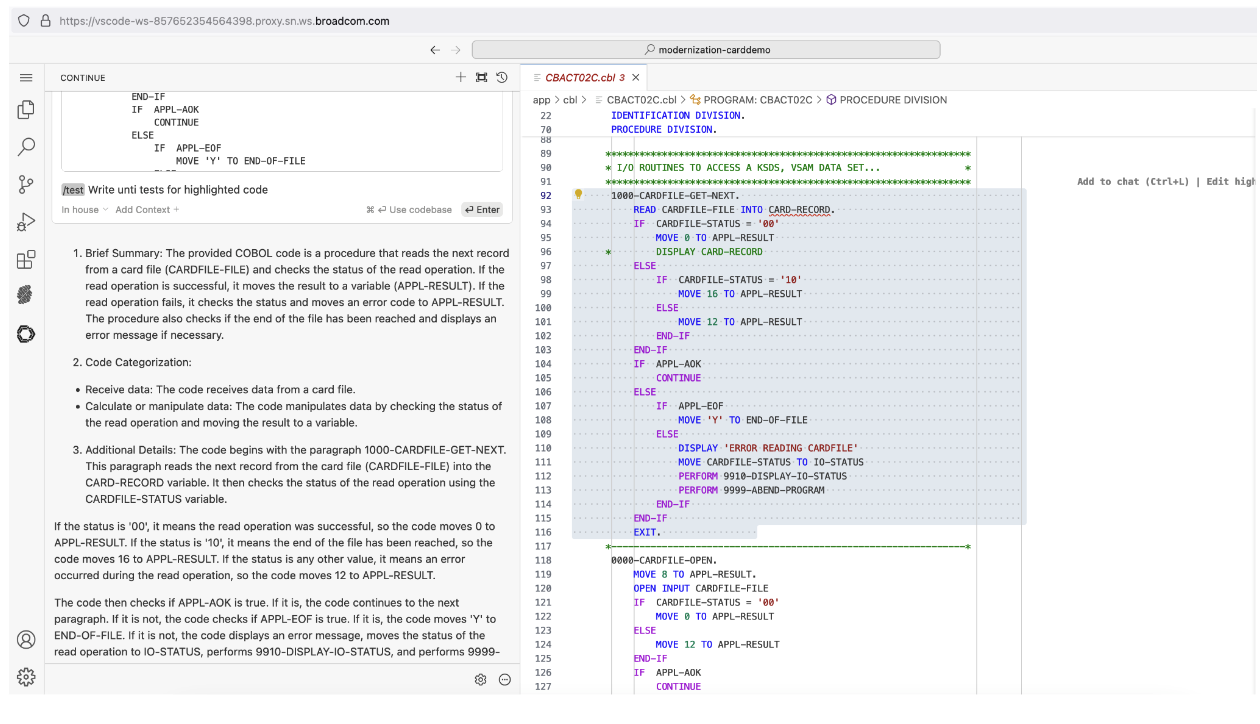 https://vscode-ws-857652354564398.proxy.sn.ws.broadcom.com
modernization-carddemo
CONTINUE
END-IF
IF APPL-AOK
CONTINUE
ELSE
IF APPL-EOF
MOVE 'Y' TO END-OF-FILE
/test Write unti tests for highlighted code
In house Add Context +
⌘ ⏎ Use codebase ⏎ Enter
1. Brief Summary: The provided COBOL code is a procedure that reads the next record
from a card file (CARDFILE-FILE) and checks the status of the read operation. If the
read operation is successful, it moves the result to a variable (APPL-RESULT). If the
read operation fails, it checks the status and moves an error code to APPL-RESULT.
The procedure also checks if the end of the file has been reached and displays an
error message if necessary.
2. Code Categorization:
• Receive data: The code receives data from a card file.
• Calculate or manipulate data: The code manipulates data by checking the status of
the read operation and moving the result to a variable.
3. Additional Details: The code begins with the paragraph 1000-CARDFILE-GET-NEXT.
This paragraph reads the next record from the card file (CARDFILE-FILE) into the
CARD-RECORD variable. It then checks the status of the read operation using the
CARDFILE-STATUS variable.
If the status is '00', it means the read operation was successful, so the code moves 0 to
APPL-RESULT. If the status is '10', it means the end of the file has been reached, so the
code moves 16 to APPL-RESULT. If the status is any other value, it means an error
occurred during the read operation, so the code moves 12 to APPL-RESULT.
The code then checks if APPL-AOK is true. If it is, the code continues to the next
paragraph. If it is not, the code checks if APPL-EOF is true. If it is, the code moves 'Y' to
END-OF-FILE. If it is not, the code displays an error message, moves the status of the
read operation to IO-STATUS, performs 9910-DISPLAY-IO-STATUS, and performs 9999-
CBACT02C.cbl 3 ×
app > cbl > CBACT02C.cbl > PROGRAM: CBACT02C > PROCEDURE DIVISION
22 IDENTIFICATION DIVISION.
70 PROCEDURE DIVISION.
88
89 *****************************************************************
90 * I/O ROUTINES TO ACCESS A KSDS, VSAM DATA SET... *
91 *****************************************************************
Add to chat (Ctrl+L) | Edit high
92 1000-CARDFILE-GET-NEXT.
93 READ CARDFILE-FILE INTO CARD-RECORD.
94 IF CARDFILE-STATUS = '00'
95 MOVE 0 TO APPL-RESULT
96 * DISPLAY CARD-RECORD
97 ELSE
98 IF CARDFILE-STATUS = '10'
99 MOVE 16 TO APPL-RESULT
100 ELSE
101 MOVE 12 TO APPL-RESULT
102 END-IF
103 END-IF
104 IF APPL-AOK
105 CONTINUE
106 ELSE
107 IF APPL-EOF
108 MOVE 'Y' TO END-OF-FILE
109 ELSE
110 DISPLAY 'ERROR READING CARDFILE'
111 MOVE CARDFILE-STATUS TO IO-STATUS
112 PERFORM 9910-DISPLAY-IO-STATUS
113 PERFORM 9999-ABEND-PROGRAM
114 END-IF
115 END-IF
116 EXIT.
117 *---------------------------------------------------------------*
118 0000-CARDFILE-OPEN.
119 MOVE 8 TO APPL-RESULT.
120 OPEN INPUT CARDFILE-FILE
121 IF CARDFILE-STATUS = '00'
122 MOVE 0 TO APPL-RESULT
123 ELSE
124 MOVE 12 TO APPL-RESULT
125 END-IF
126 IF APPL-AOK
127 CONTINUE